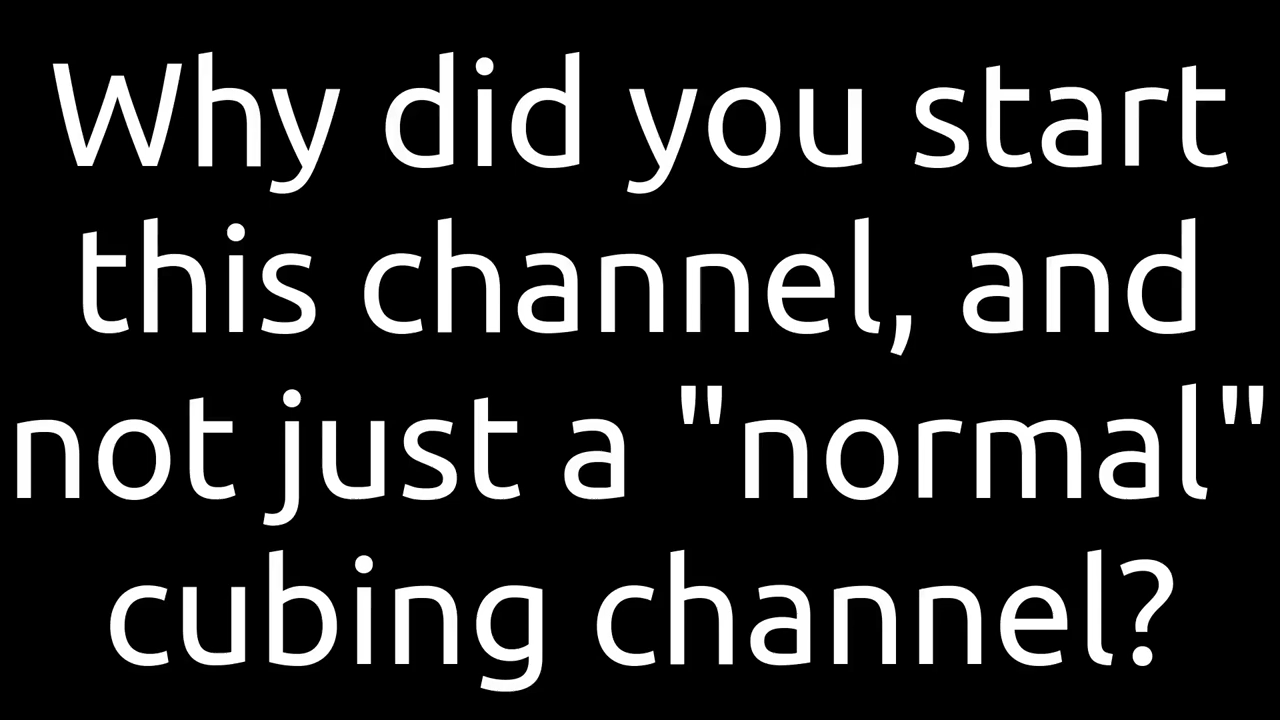 Why did you start
this channel, and
not just a "normal"
cubing channel?